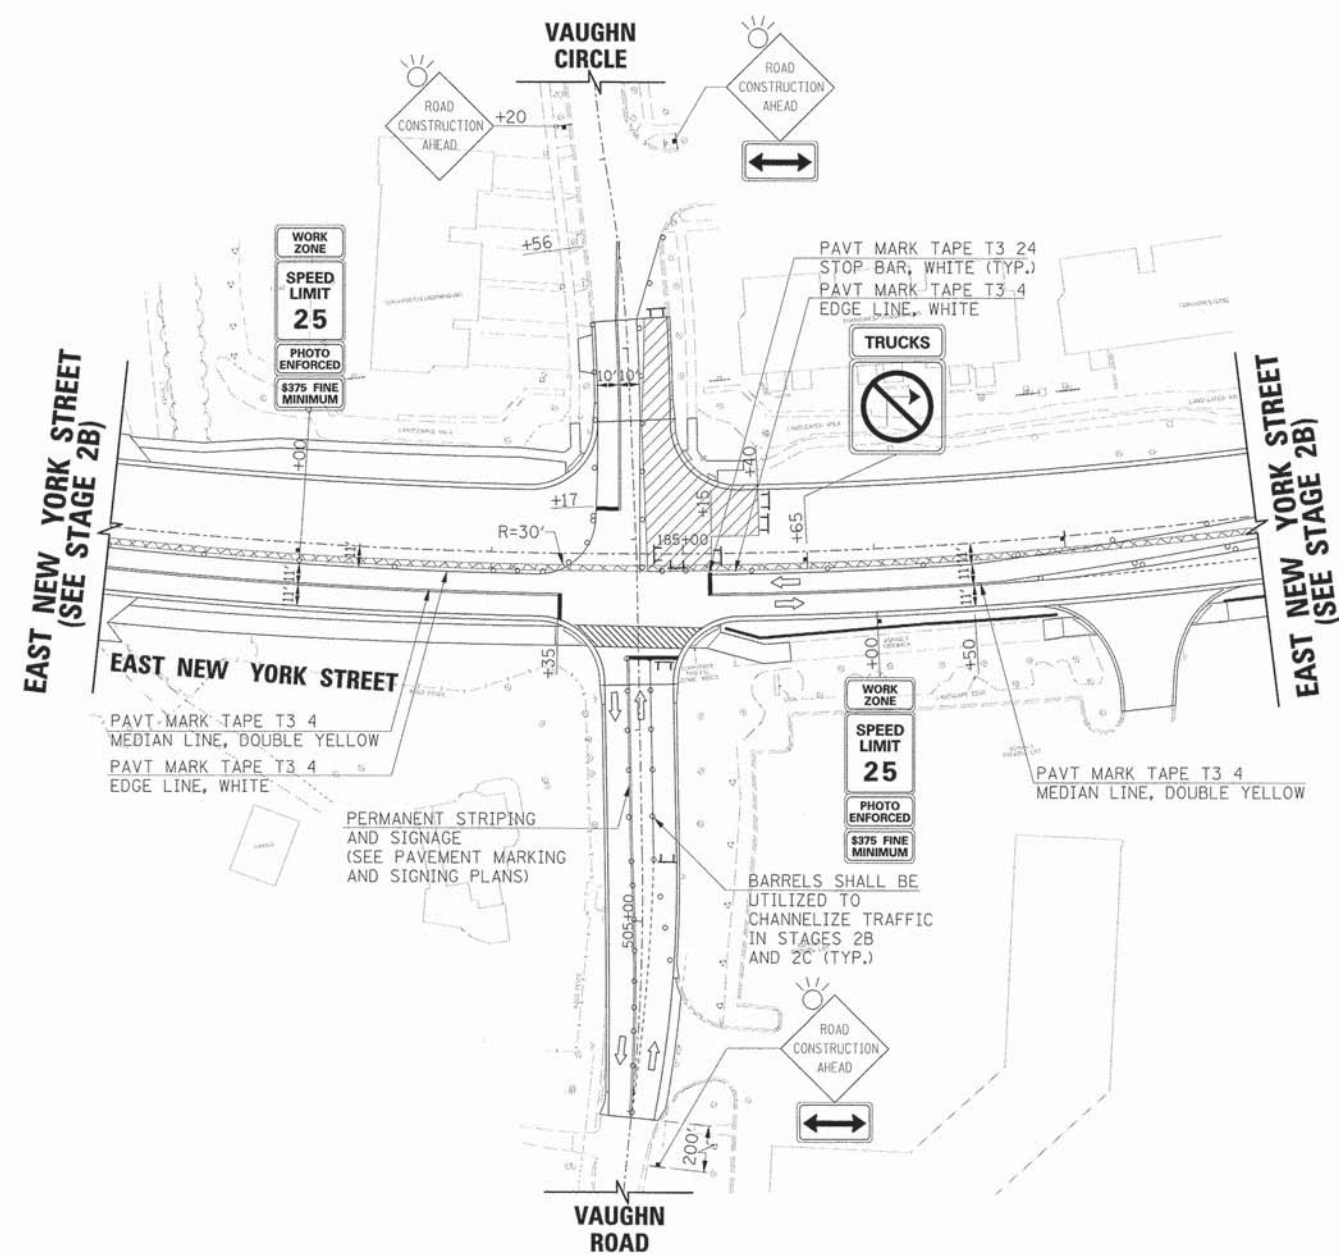 VAUGHN
CIRCLE
ROAD
CONSTRUCTION
AHEAD
+20
ROAD
CONSTRUCTION
AHEAD
+56
WORK
ZONE
SPEED
LIMIT
25
PHOTO
ENFORCED
$375 FINE
MINIMUM
PAVT MARK TAPE T3 24
STOP BAR, WHITE (TYP.)
PAVT MARK TAPE T3 4
EDGE LINE, WHITE
TRUCKS
10' 10'
EAST NEW YORK STREET
(SEE STAGE 2B)
EAST NEW YORK STREET
(SEE STAGE 2B)
LANDSCAPED AREA
LANDSCAPED AREA
+00
+17
R=30'
+15
+40
+65
185+00
11'
11'
11'
11'
11'
11'
EAST NEW YORK STREET
+35
+00
+50
PAVT MARK TAPE T3 4
MEDIAN LINE, DOUBLE YELLOW
PAVT MARK TAPE T3 4
EDGE LINE, WHITE
PERMANENT STRIPING
AND SIGNAGE
(SEE PAVEMENT MARKING
AND SIGNING PLANS)
WORK
ZONE
SPEED
LIMIT
25
PHOTO
ENFORCED
$375 FINE
MINIMUM
PAVT MARK TAPE T3 4
MEDIAN LINE, DOUBLE YELLOW
BARRELS SHALL BE
UTILIZED TO
CHANNELIZE TRAFFIC
IN STAGES 2B
AND 2C (TYP.)
505+00
ROAD
CONSTRUCTION
AHEAD
200'
VAUGHN
ROAD